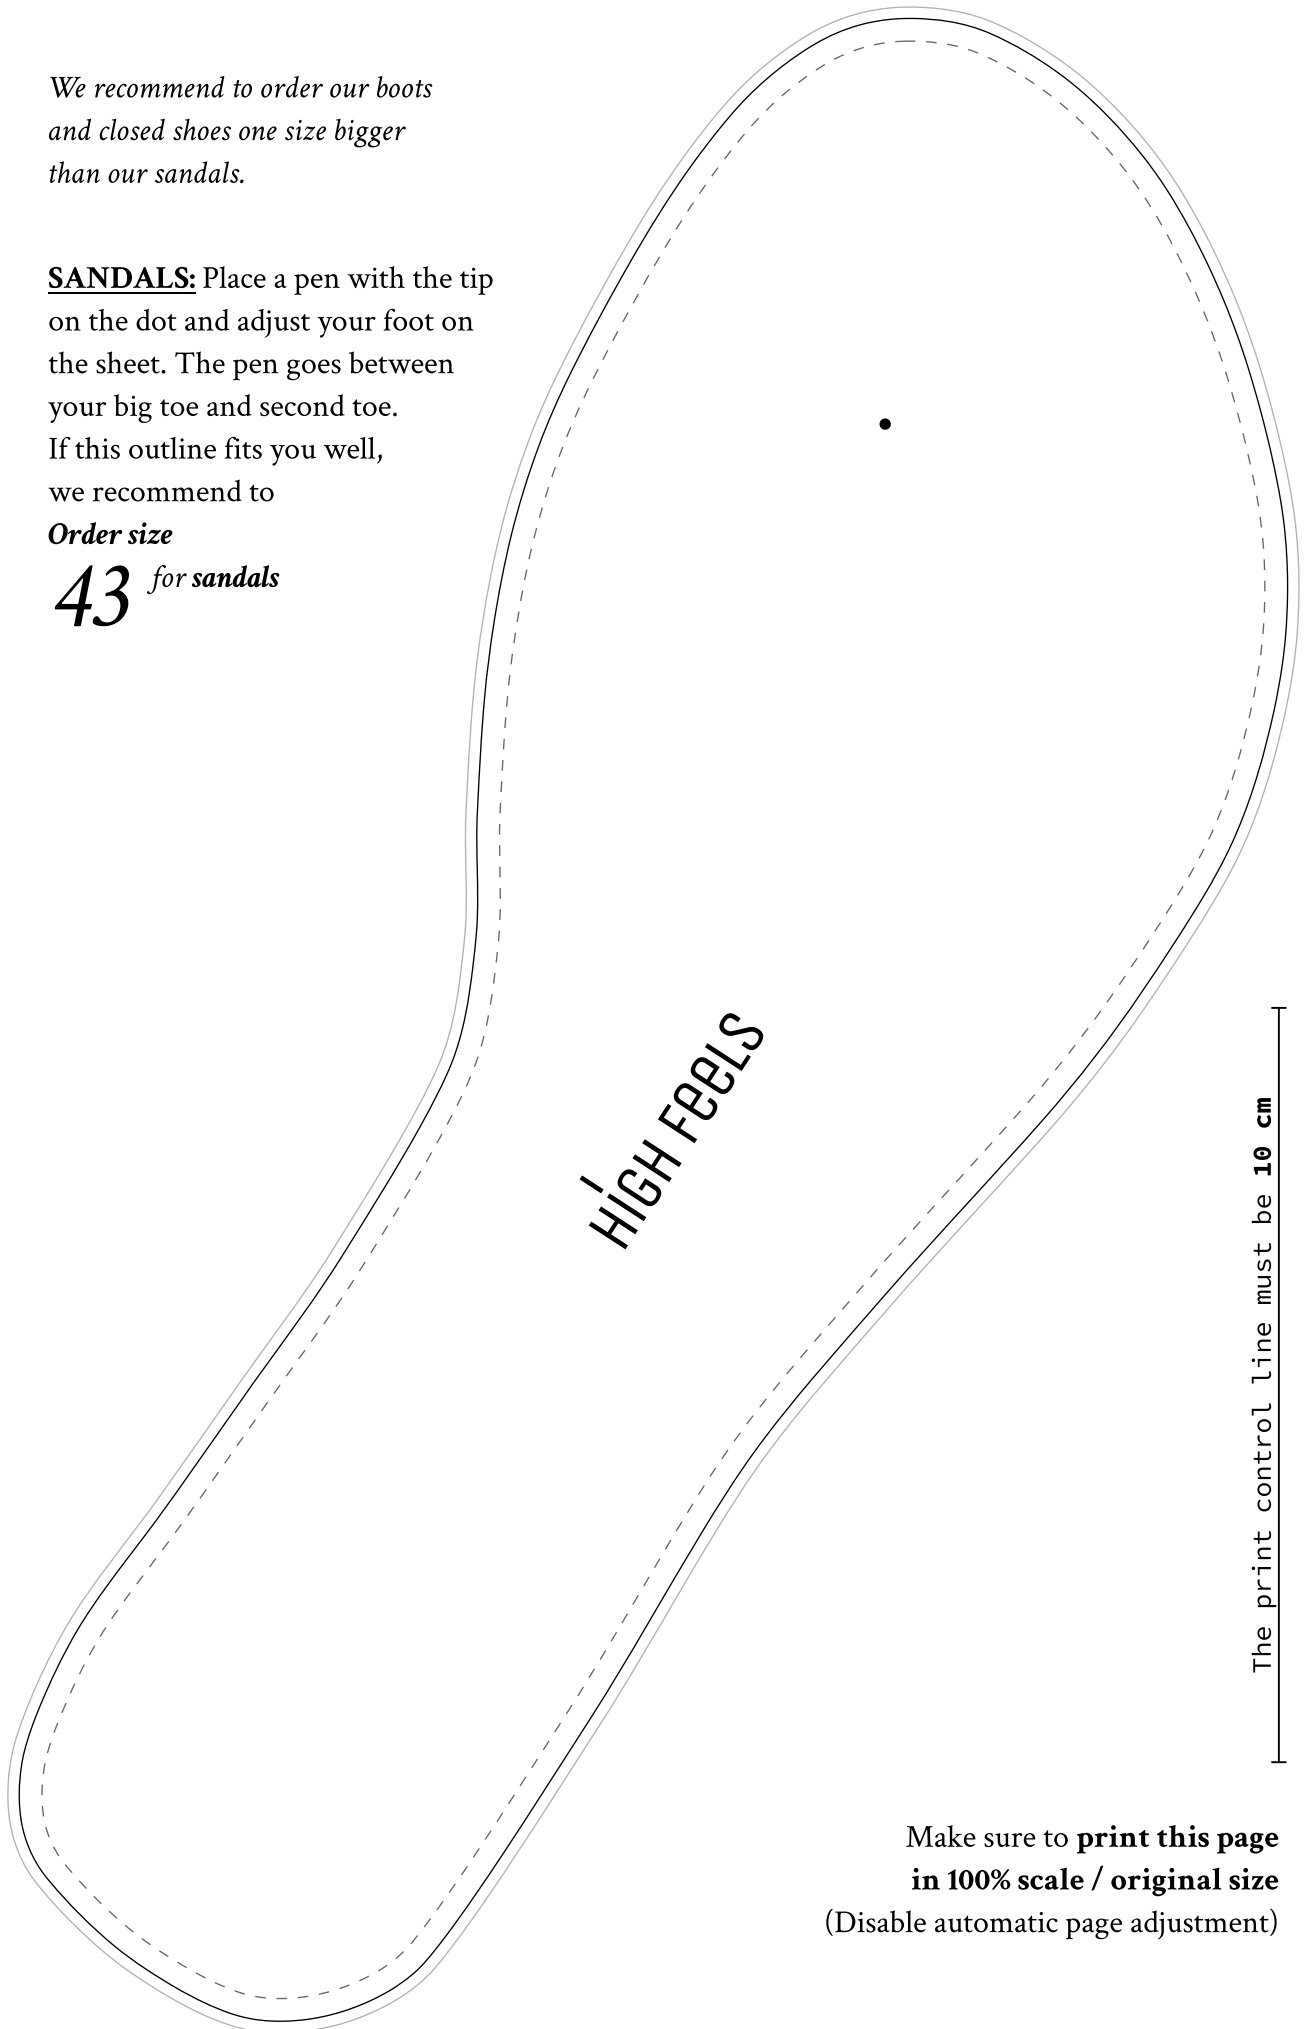 We recommend to order our boots
and closed shoes one size bigger
than our sandals.
SANDALS: Place a pen with the tip
on the dot and adjust your foot on
the sheet. The pen goes between
your big toe and second toe.
If this outline fits you well,
we recommend to
Order size
43 for sandals
HIGH FeeLS
The print control line must be 10 cm
Make sure to print this page
in 100% scale / original size
(Disable automatic page adjustment)